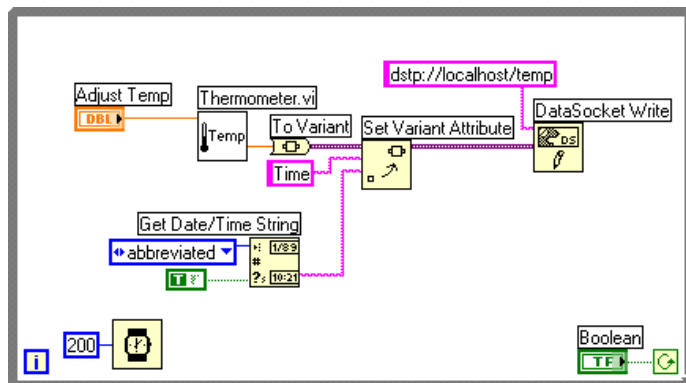 dstp://localhost/temp
Adjust Temp
Thermometer.vi
DataSocket Write
DBL
Temp
To Variant
Set Variant Attribute
DS
Time
Get Date/Time String
abbreviated
1/89
#
T
?s 10:21
200
i
Boolean
TF